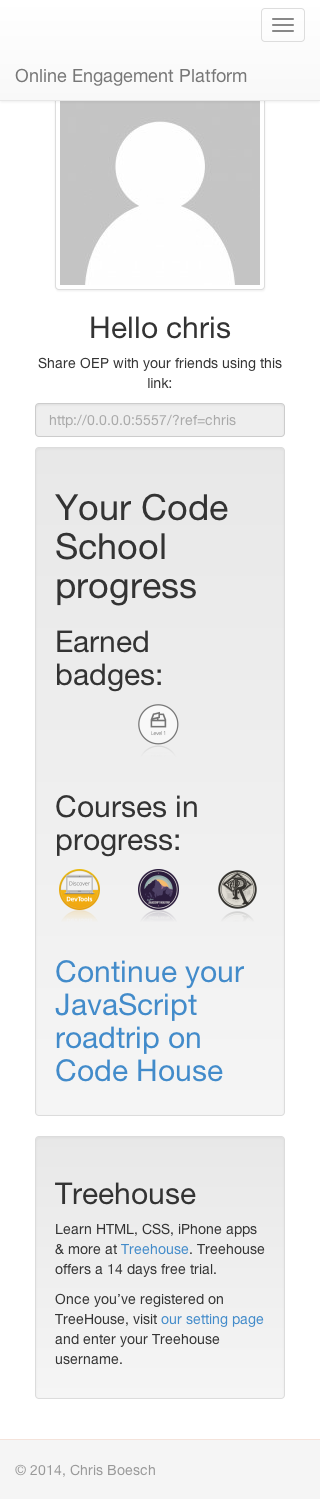 Online Engagement Platform
Hello chris
Share OEP with your friends using this
link:
http://0.0.0.0:5557/?ref=chris
Your Code
School
progress
Earned
badges:
Level 1
Courses in
progress:
Discover
DevTools
R
Continue your
JavaScript
roadtrip on
Code House
Treehouse
Learn HTML, CSS, iPhone apps
& more at Treehouse. Treehouse
offers a 14 days free trial.
Once you've registered on
TreeHouse, visit our setting page
and enter your Treehouse
username.
© 2014, Chris Boesch